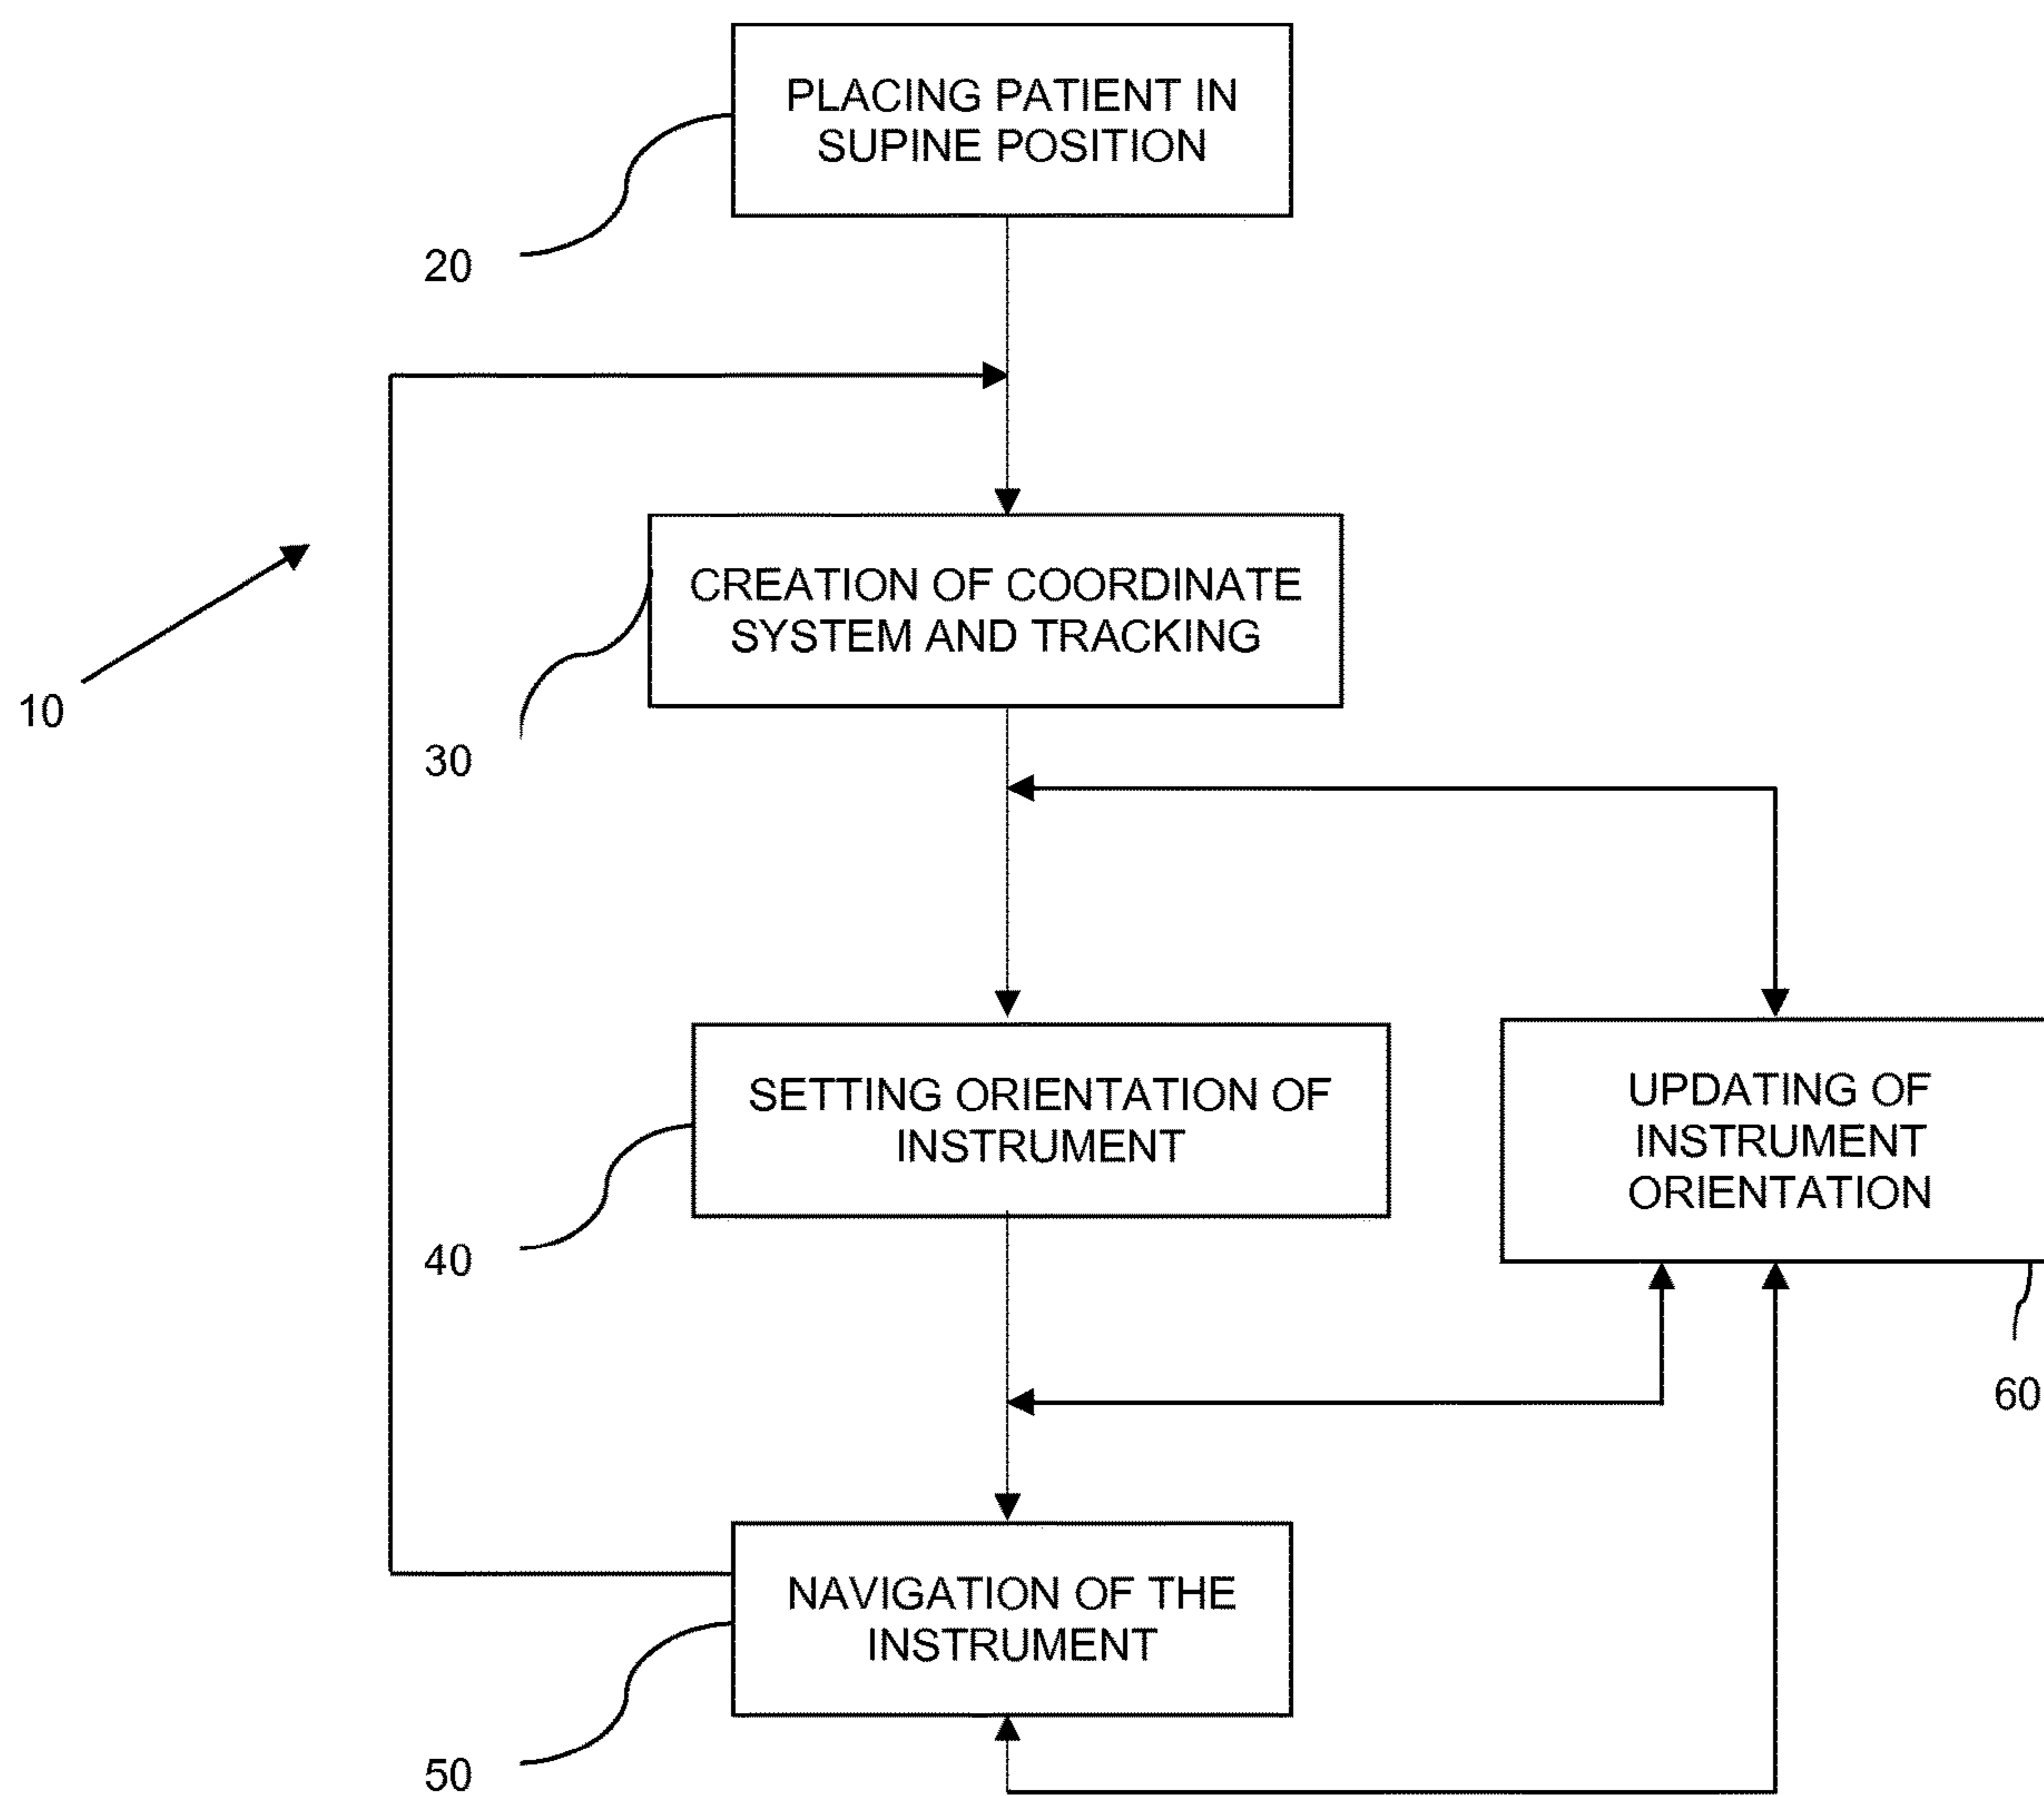 PLACING PATIENT IN
SUPINE POSITION
20
CREATION OF COORDINATE
SYSTEM AND TRACKING
10
30
SETTING ORIENTATION OF
INSTRUMENT
40
UPDATING OF
INSTRUMENT
ORIENTATION
60
NAVIGATION OF THE
INSTRUMENT
50